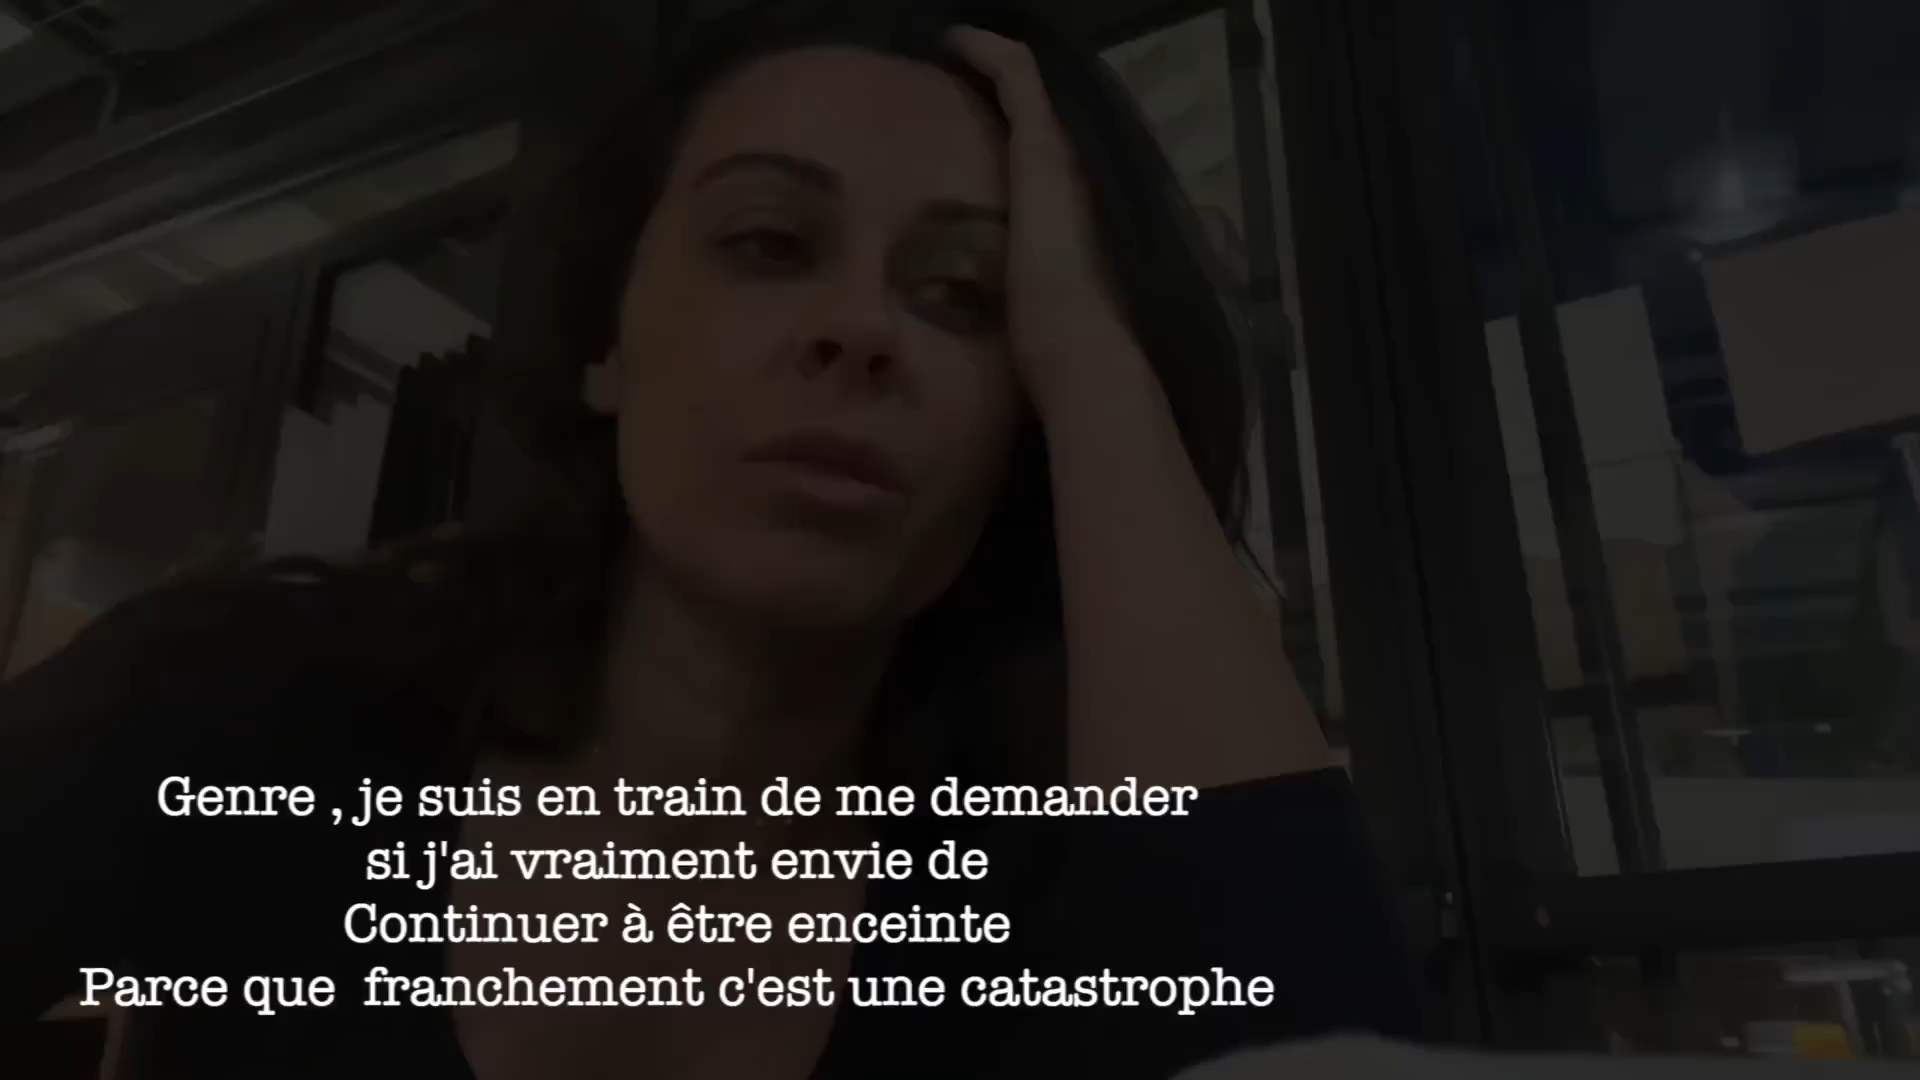 Genre , je suis en train de me demander
si j'ai vraiment envie de
Continuer à être enceinte
Parce que  franchement c'est une catastrophe